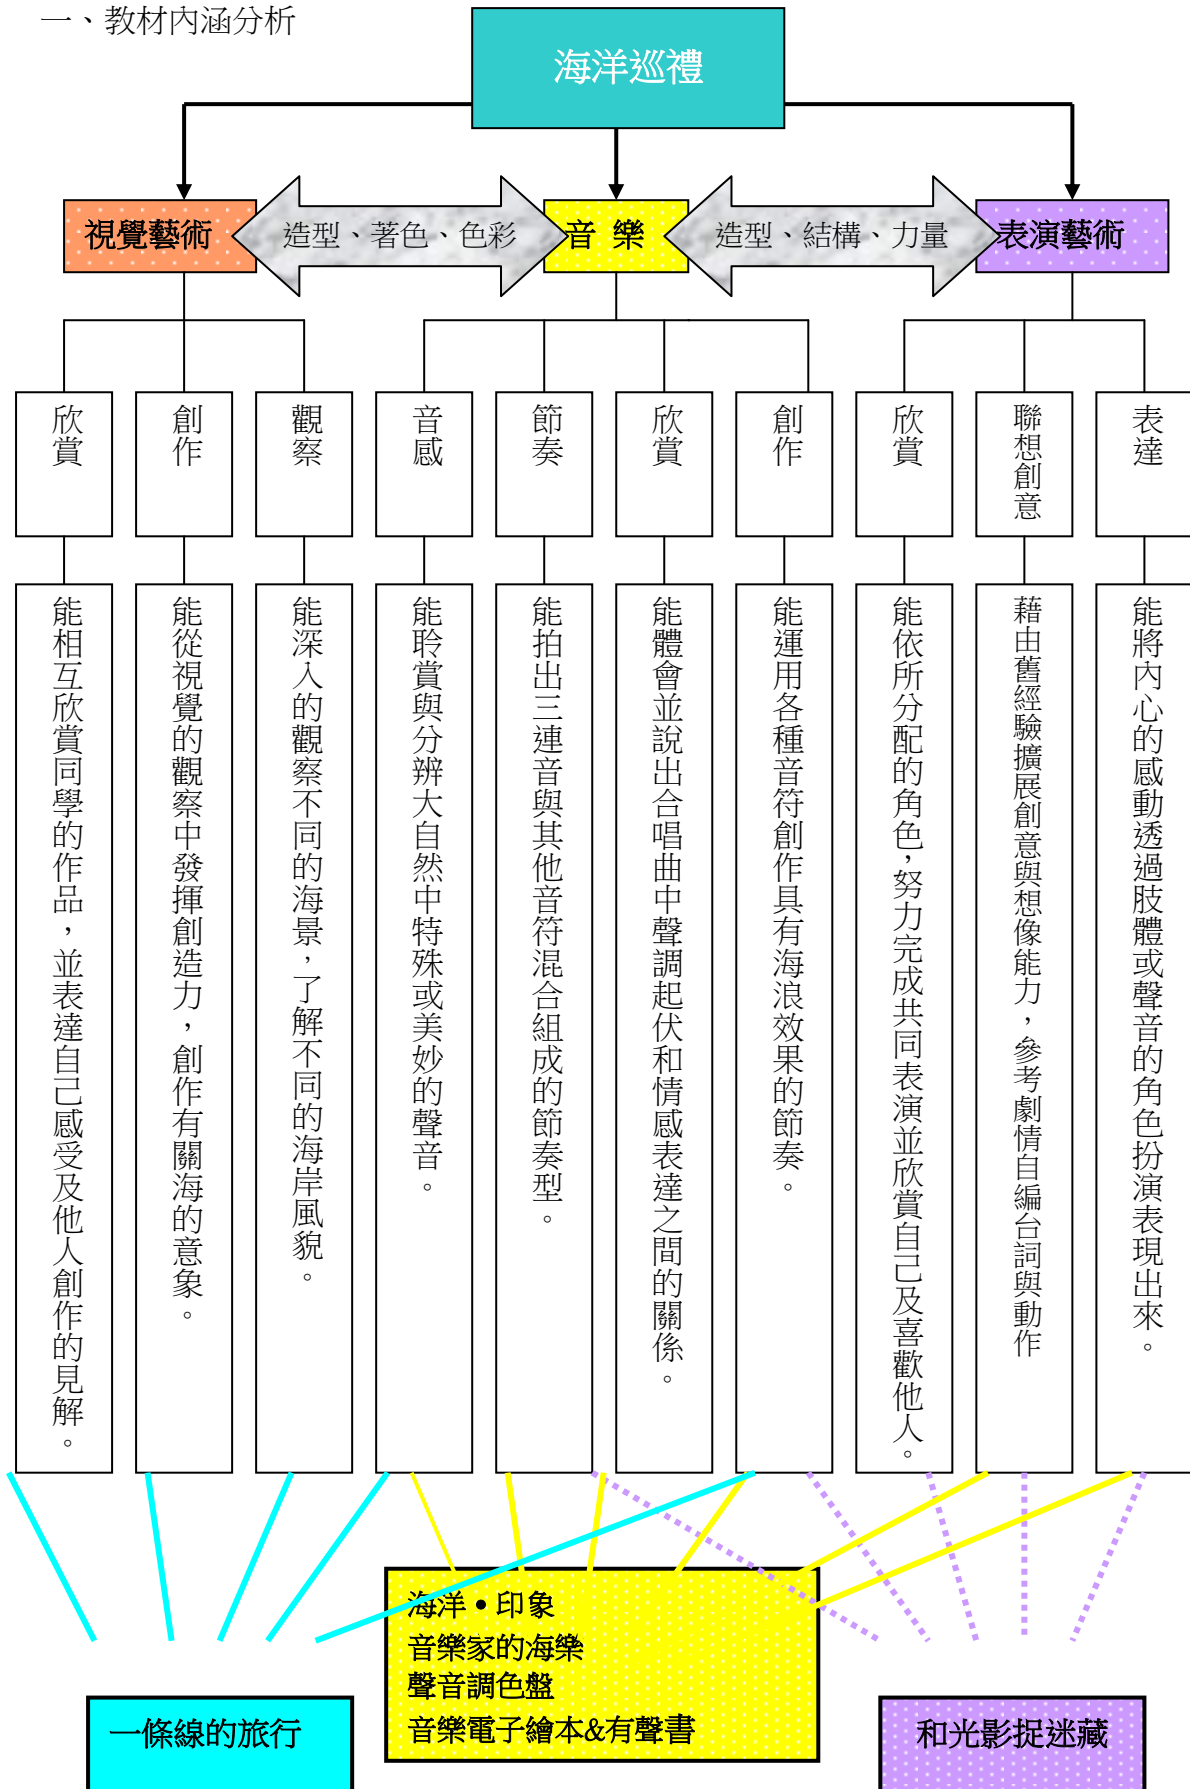 一、教材內涵分析
海洋巡禮
視覺藝術
造型、著色、色彩
音 樂
造型、結構、力量
表演藝術
欣賞
創作
觀察
音感
節奏
欣賞
創作
欣賞
聯想創意
表達
能相互欣賞同學的作品，並表達自己感受及他人創作的見解。
能從視覺的觀察中發揮創造力，創作有關海的意象。
能深入的觀察不同的海景，了解不同的海岸風貌。
能聆賞與分辨大自然中特殊或美妙的聲音。
能拍出三連音與其他音符混合組成的節奏型。
能體會並說出合唱曲中聲調起伏和情感表達之間的關係。
能運用各種音符創作具有海浪效果的節奏。
能依所分配的角色，努力完成共同表演並欣賞自己及喜歡他人。
藉由舊經驗擴展創意與想像能力，參考劇情自編台詞與動作
能將內心的感動透過肢體或聲音的角色扮演表現出來。
海洋•印象
音樂家的海樂
聲音調色盤
音樂電子繪本&有聲書
一條線的旅行
和光影捉迷藏